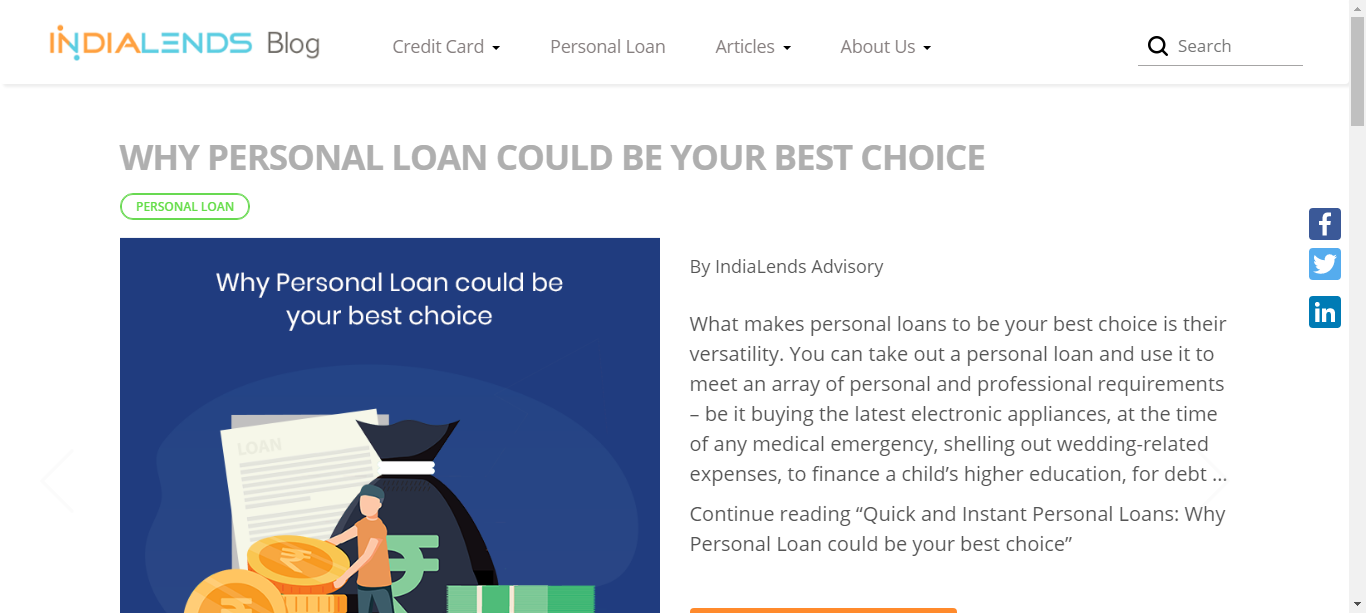 INDIALENDS Blog
Credit Card
Personal Loan
Articles
About Us
Search
WHY PERSONAL LOAN COULD BE YOUR BEST CHOICE
PERSONAL LOAN
Why Personal Loan could be
your best choice
LOAN
By IndiaLends Advisory
What makes personal loans to be your best choice is their
versatility. You can take out a personal loan and use it to
meet an array of personal and professional requirements
– be it buying the latest electronic appliances, at the time
of any medical emergency, shelling out wedding-related
expenses, to finance a child’s higher education, for debt ...
Continue reading “Quick and Instant Personal Loans: Why
Personal Loan could be your best choice”